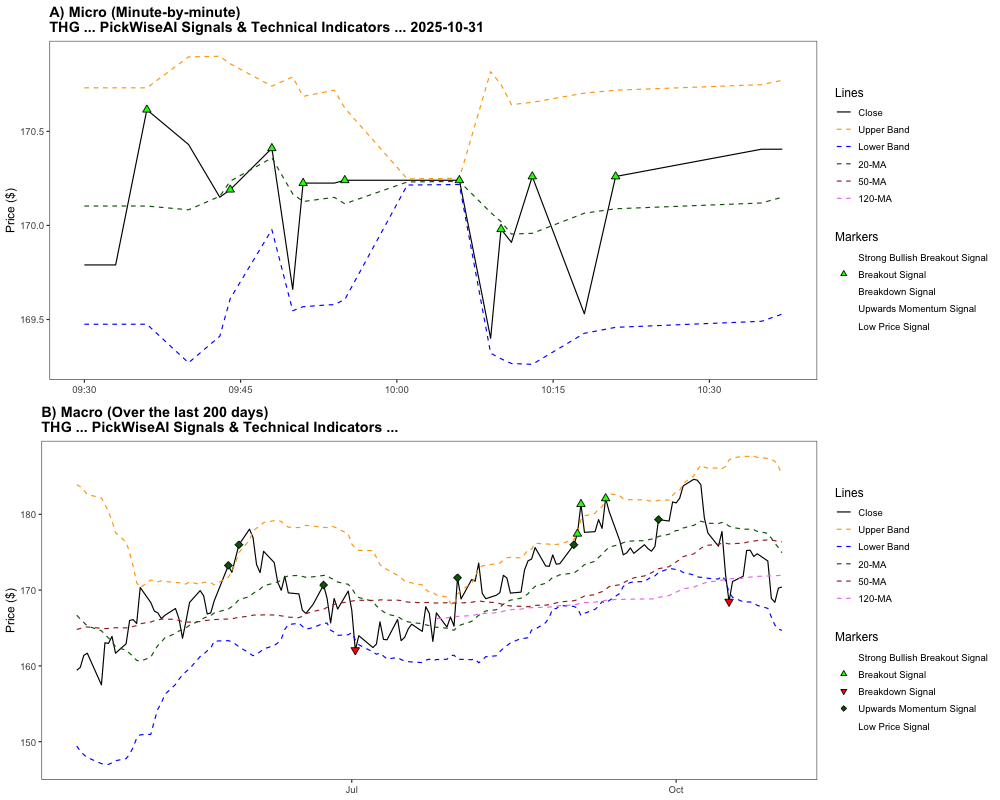 A) Micro (Minute-by-minute)
THG ... PickWiseAI Signals & Technical Indicators ... 2025-10-31
Price ($)
170.5
170.0
169.5
09:30
09:45
10:00
10:15
10:30
Lines
Close
Upper Band
Lower Band
20-MA
50-MA
120-MA
Markers
Strong Bullish Breakout Signal
Breakout Signal
Breakdown Signal
Upwards Momentum Signal
Low Price Signal
B) Macro (Over the last 200 days)
THG ... PickWiseAI Signals & Technical Indicators ...
Price ($)
180
170
160
150
Jul
Oct
Lines
Close
Upper Band
Lower Band
20-MA
50-MA
120-MA
Markers
Strong Bullish Breakout Signal
Breakout Signal
Breakdown Signal
Upwards Momentum Signal
Low Price Signal